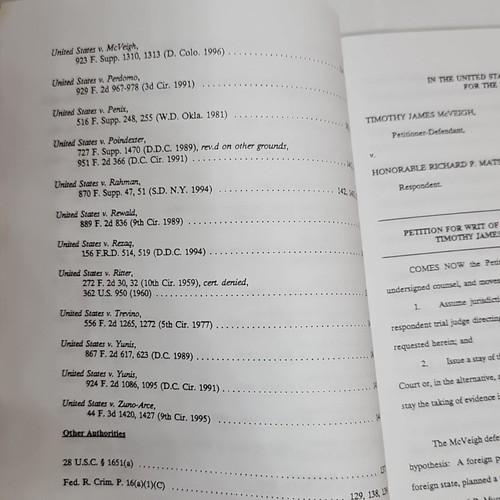 United States v. McVeigh,
923 F. Supp. 1310, 1313 (D. Colo. 1996)
United States v. Perdomo,
929 F. 2d 967-978 (3d Cir. 1991)
United States v. Penix,
516 F. Supp. 248, 255 (W.D. Okla. 1981)
United States v. Poindexter,
727 F. Supp. 1470 (D.D.C. 1989), rev.d on other grounds,
951 F. 2d 366 (D.C. Cir. 1991)
United States v. Rahman,
870 F. Supp. 47, 51 (S.D. N.Y. 1994) 142,
United States v. Rewald,
889 F. 2d 836 (9th Cir. 1989)
United States v. Rezaq,
156 F.R.D. 514, 519 (D.D.C. 1994)
United States v. Ritter,
272 F. 2d 30, 32 (10th Cir. 1959), cert. denied,
362 U.S. 950 (1960)
United States v. Trevino,
556 F. 2d 1265, 1272 (5th Cir. 1977)
United States v. Yunis,
867 F. 2d 617, 623 (D.C. 1989)
United States v. Yunis,
924 F. 2d 1086, 1095 (D.C. Cir. 1991)
United States v. Zuno-Arce,
44 F. 3d 1420, 1427 (9th Cir. 1995)
Other Authorities
28 U.S.C. § 1651(a)
Fed. R. Crim. P. 16(a)(1)(C) 129, 138,
IN THE UNITED
FOR THE
TIMOTHY JAMES McVEIGH,
Petitioner-Defendant,
v.
HONORABLE RICHARD P.
Respondent.
PETITION FOR WRIT OF
TIMOTHY JAMES
COMES NOW the
undersigned counsel, and
1. Assume
respondent trial judge directing
requested herein; and
2. Issue a stay of
Court or, in the alternative,
stay the taking of evidence
The McVeigh
hypothesis: A foreign
foreign state, planned a